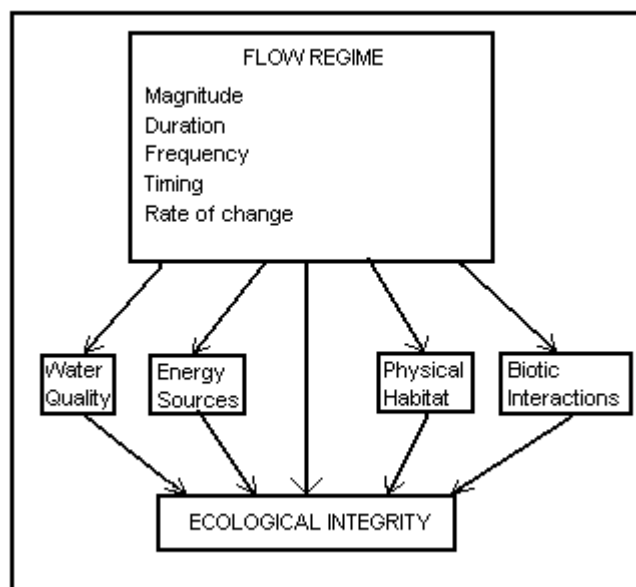 FLOW REGIME
Magnitude
Duration
Frequency
Timing
Rate of change
Water
Quality
Energy
Sources
Physical
Habitat
Biotic
Interactions
ECOLOGICAL INTEGRITY